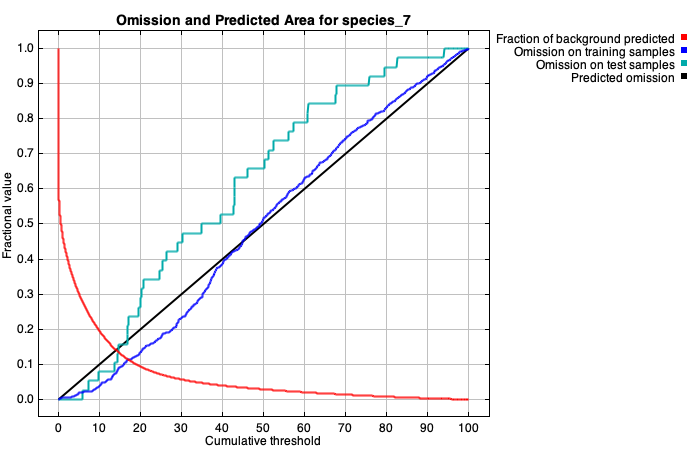 Omission and Predicted Area for species_7
Fraction of background predicted
Omission on training samples
Omission on test samples
Predicted omission
Fractional value
1.0
0.9
0.8
0.7
0.6
0.5
0.4
0.3
0.2
0.1
0.0
0 10 20 30 40 50 60 70 80 90 100
Cumulative threshold